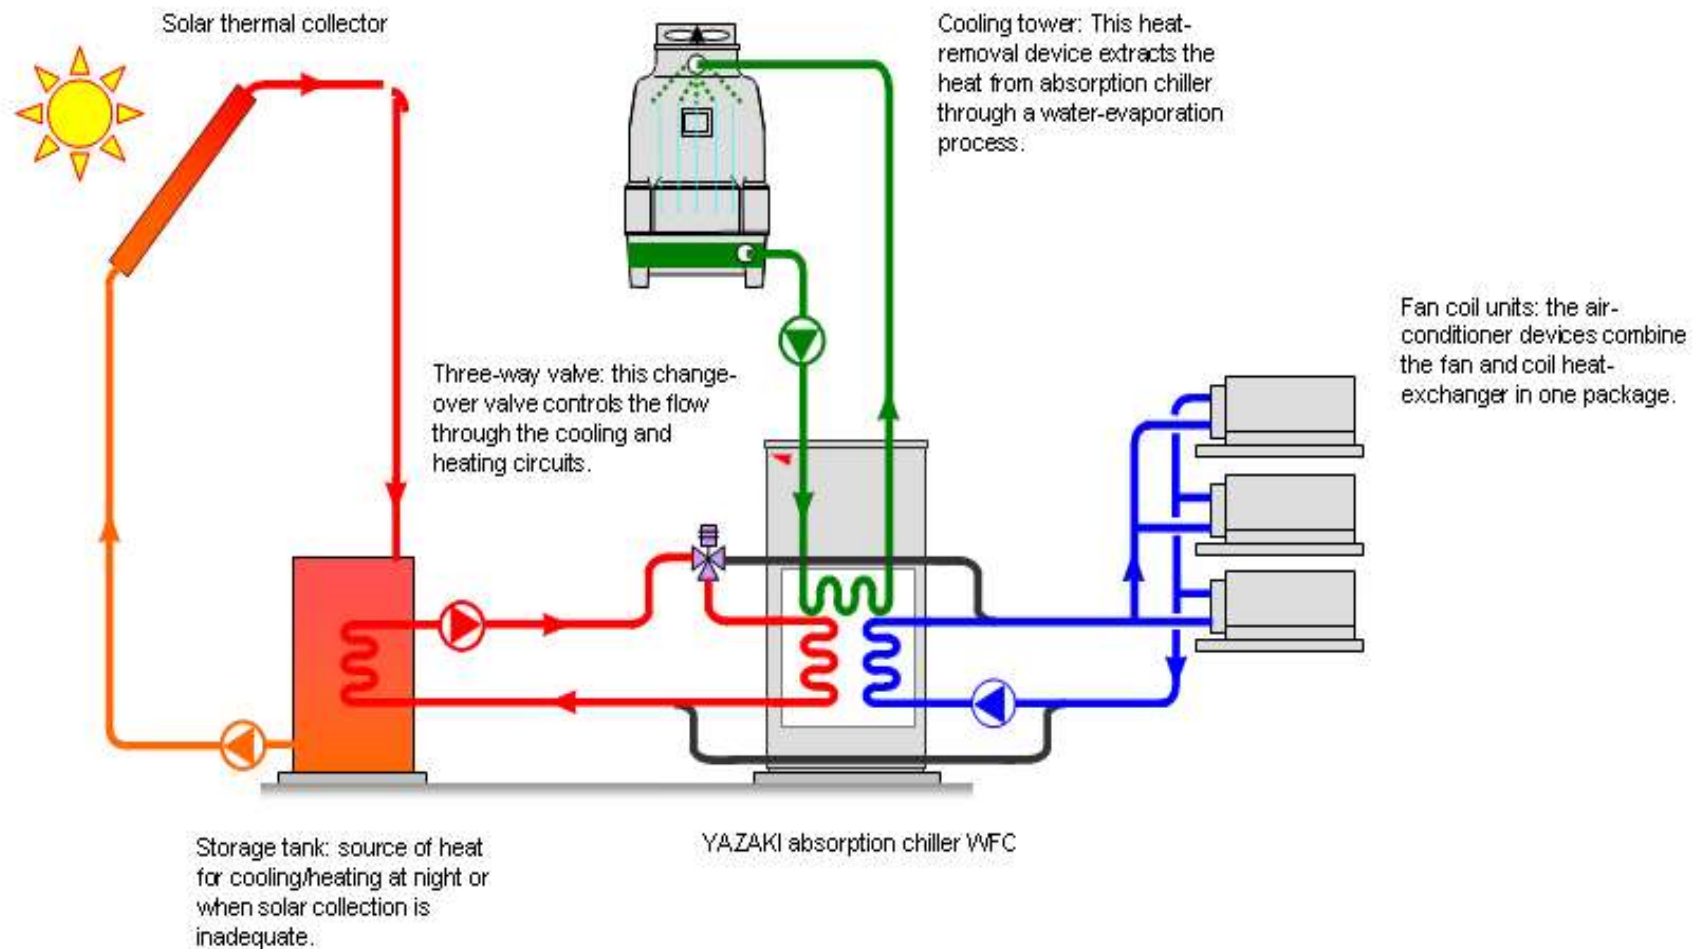 Solar thermal collector
Cooling tower: This heat-
removal device extracts the
heat from absorption chiller
through a water-evaporation
process.
Fan coil units: the air-
conditioner devices combine
the fan and coil heat-
exchanger in one package.
Three-way valve: this change-
over valve controls the flow
through the cooling and
heating circuits.
Storage tank: source of heat
for cooling/heating at night or
when solar collection is
inadequate.
YAZAKI absorption chiller WFC